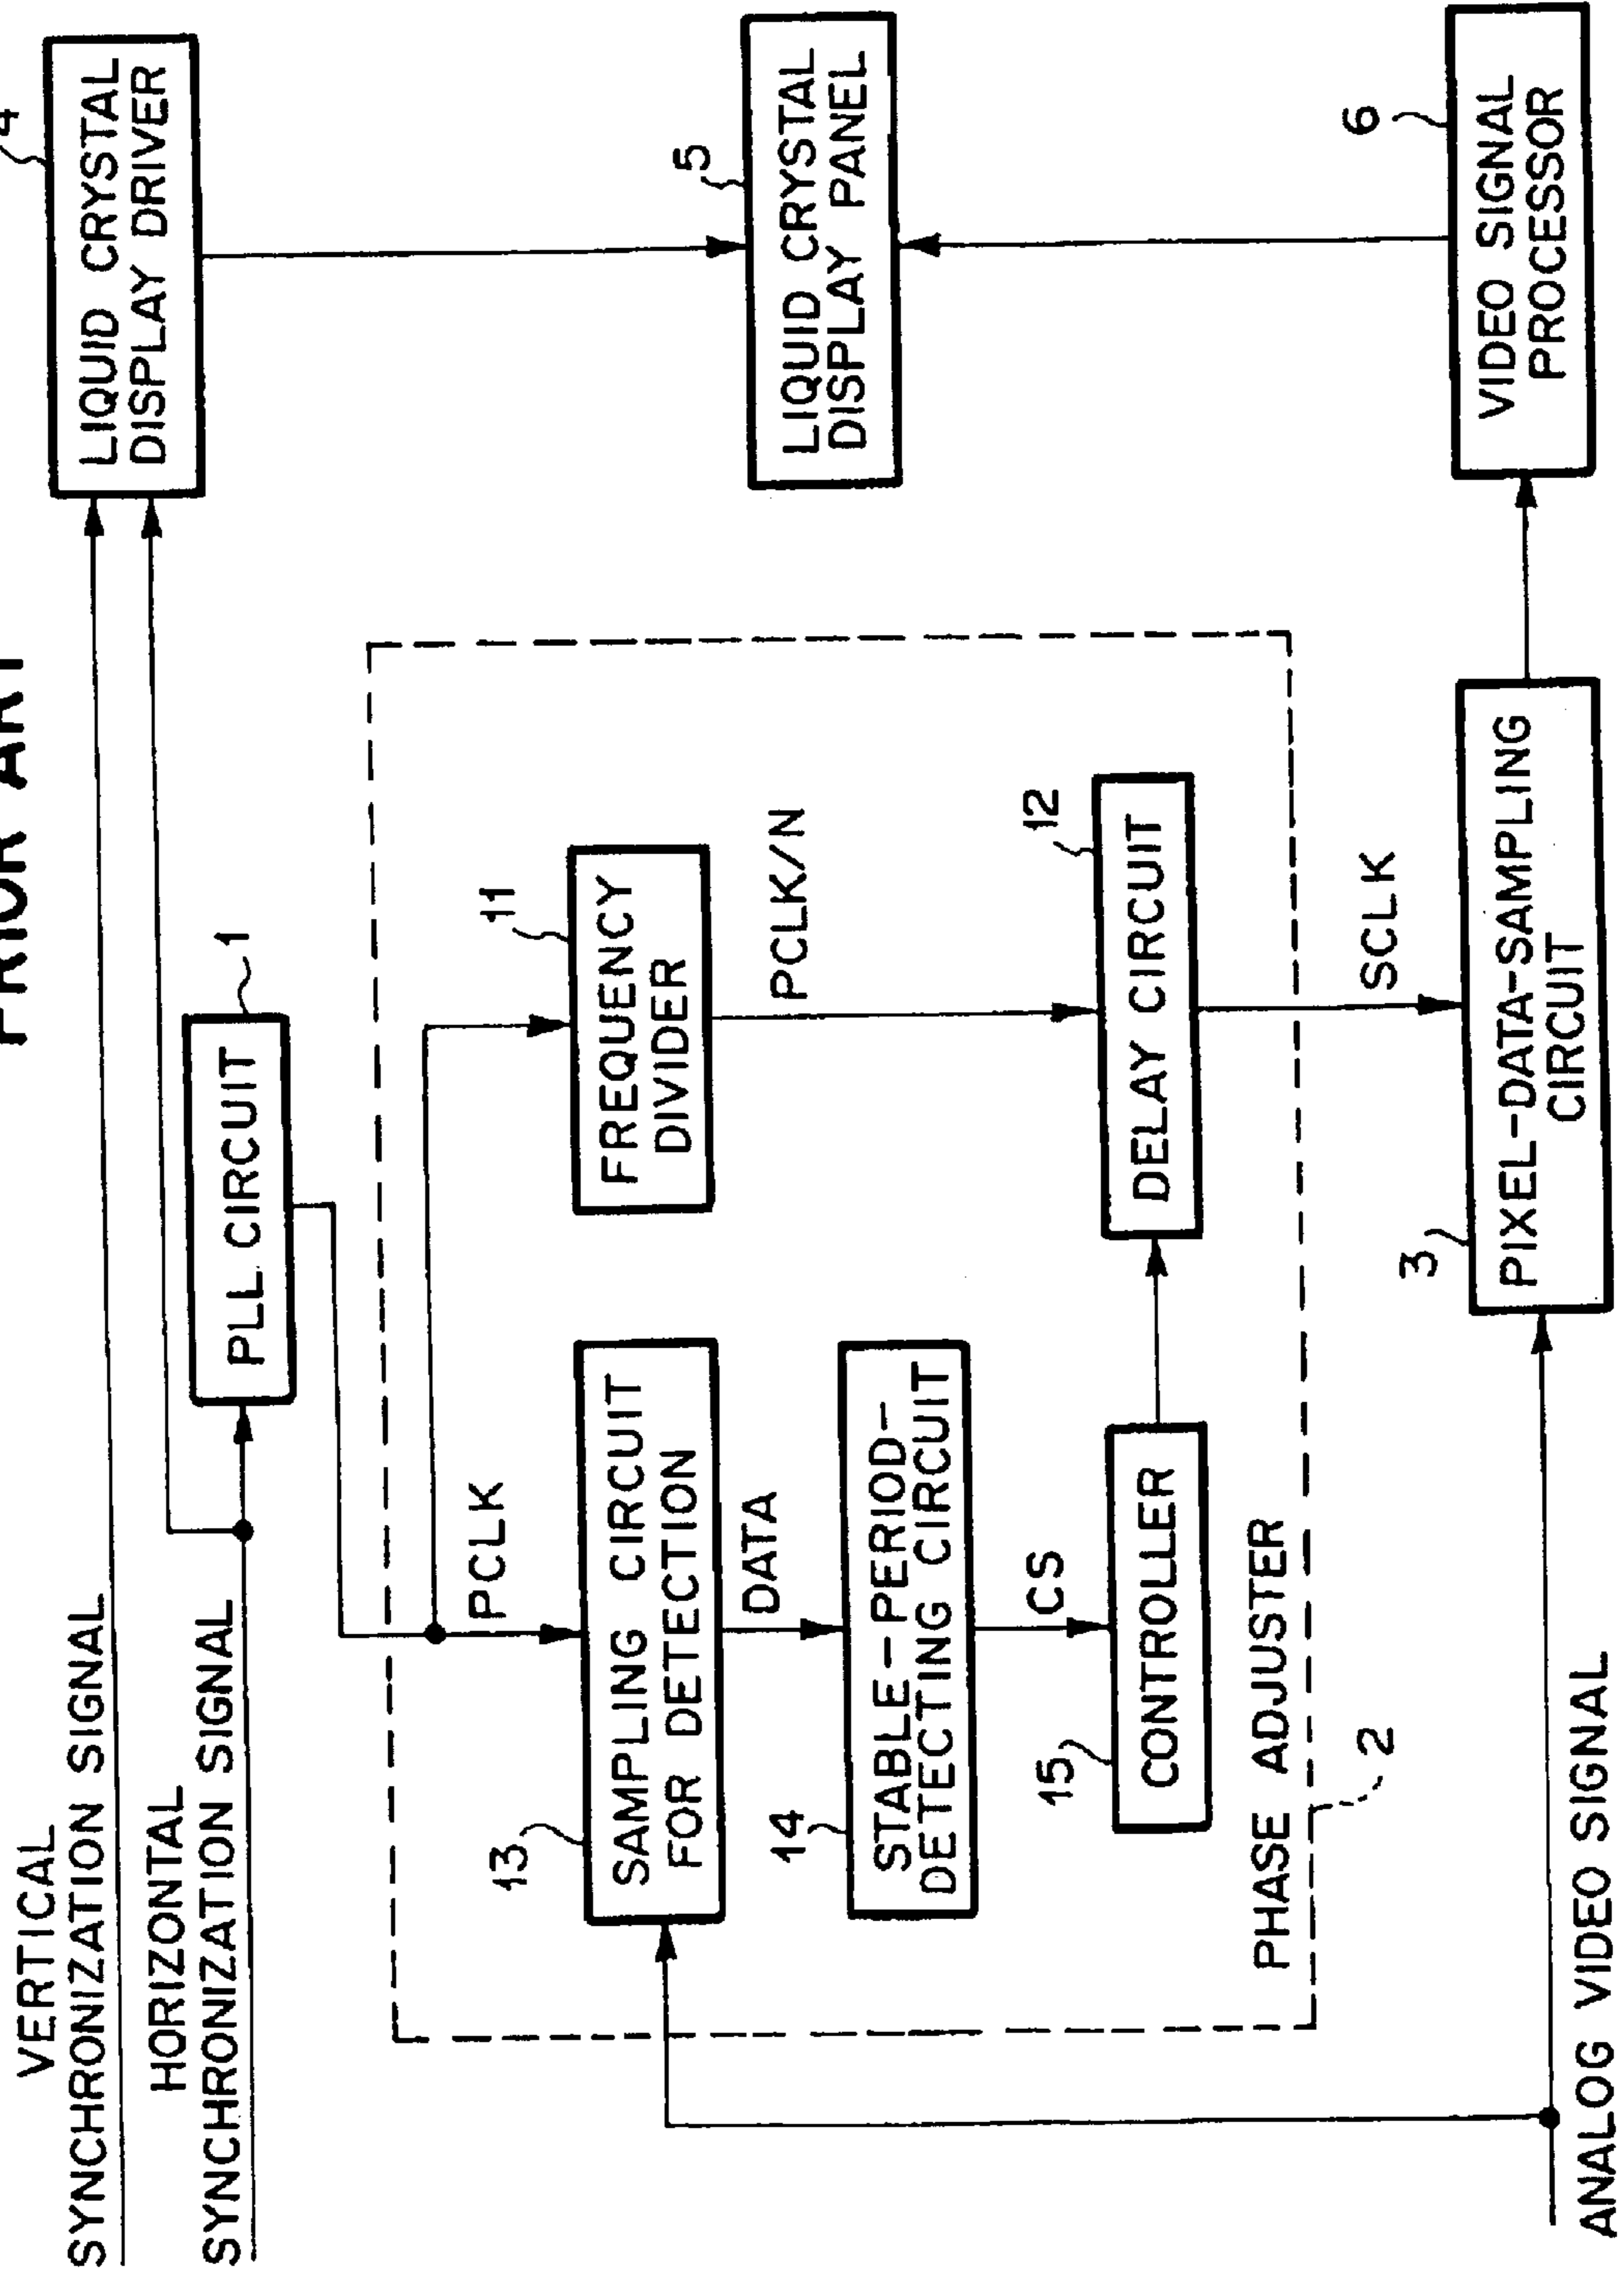 PRIOR ART
VERTICAL
SYNCHRONIZATION SIGNAL
HORIZONTAL
SYNCHRONIZATION SIGNAL
PLL CIRCUIT
1
4
LIQUID CRYSTAL
DISPLAY DRIVER
PCLK
11
FREQUENCY
DIVIDER
PCLK/N
13
SAMPLING CIRCUIT
FOR DETECTION
DATA
14
STABLE-PERIOD-
DETECTING CIRCUIT
CS
15
CONTROLLER
12
DELAY CIRCUIT
PHASE ADJUSTER
2
SCLK
5
LIQUID CRYSTAL
DISPLAY PANEL
3
PIXEL-DATA-SAMPLING
CIRCUIT
6
VIDEO SIGNAL
PROCESSOR
ANALOG VIDEO SIGNAL